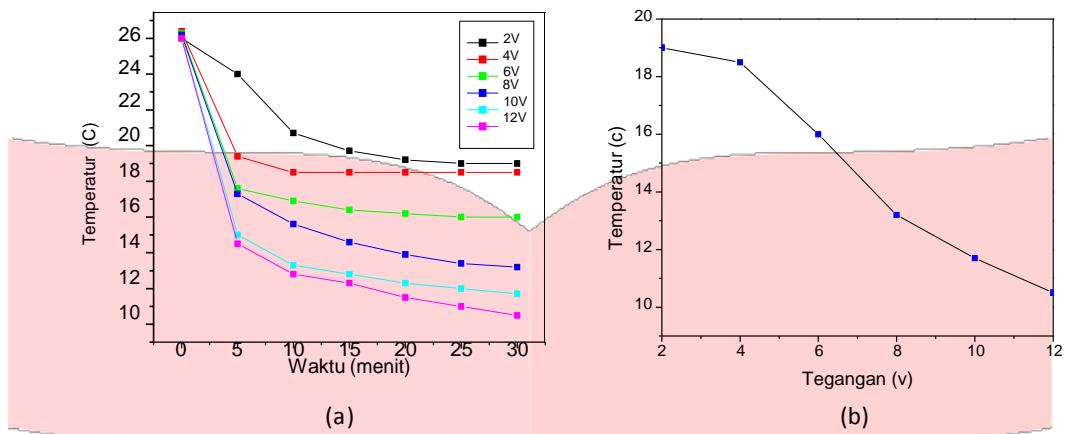 Temperatur (C)
26
24
22
20
18
16
14
12
10
0 5 10 15 20 25 30
Waktu (menit)
2V
4V
6V
8V
10V
12V
(a)
Temperatur (c)
20
18
16
14
12
10
2 4 6 8 10 12
Tegangan (v)
(b)